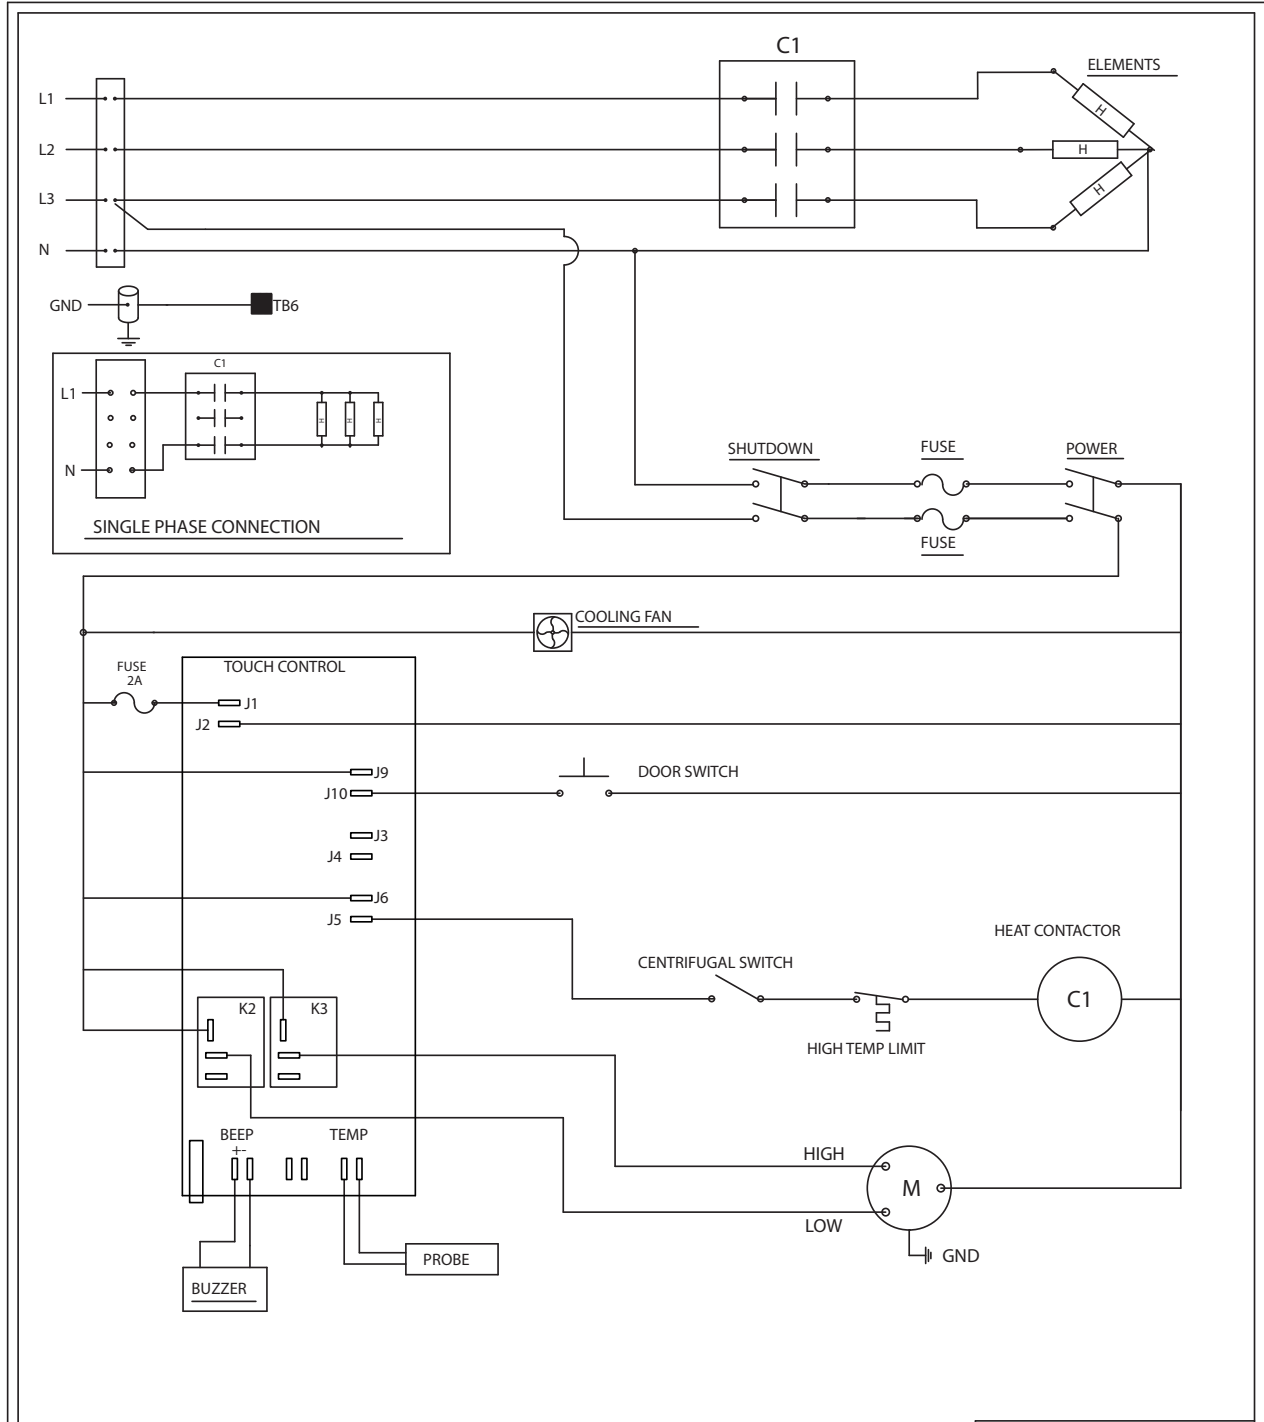 C1
ELEMENTS
L1
H
L2
H
L3
H
N
GND
TB6
C1
L1
H
H
H
N
SINGLE PHASE CONNECTION
SHUTDOWN
FUSE
POWER
FUSE
COOLING FAN
FUSE
2A
TOUCH CONTROL
J1
J2
J9
DOOR SWITCH
J10
J3
J4
J6
J5
HEAT CONTACTOR
CENTRIFUGAL SWITCH
C1
K2
K3
HIGH TEMP LIMIT
BEEP
+-
TEMP
HIGH
M
LOW
GND
PROBE
BUZZER